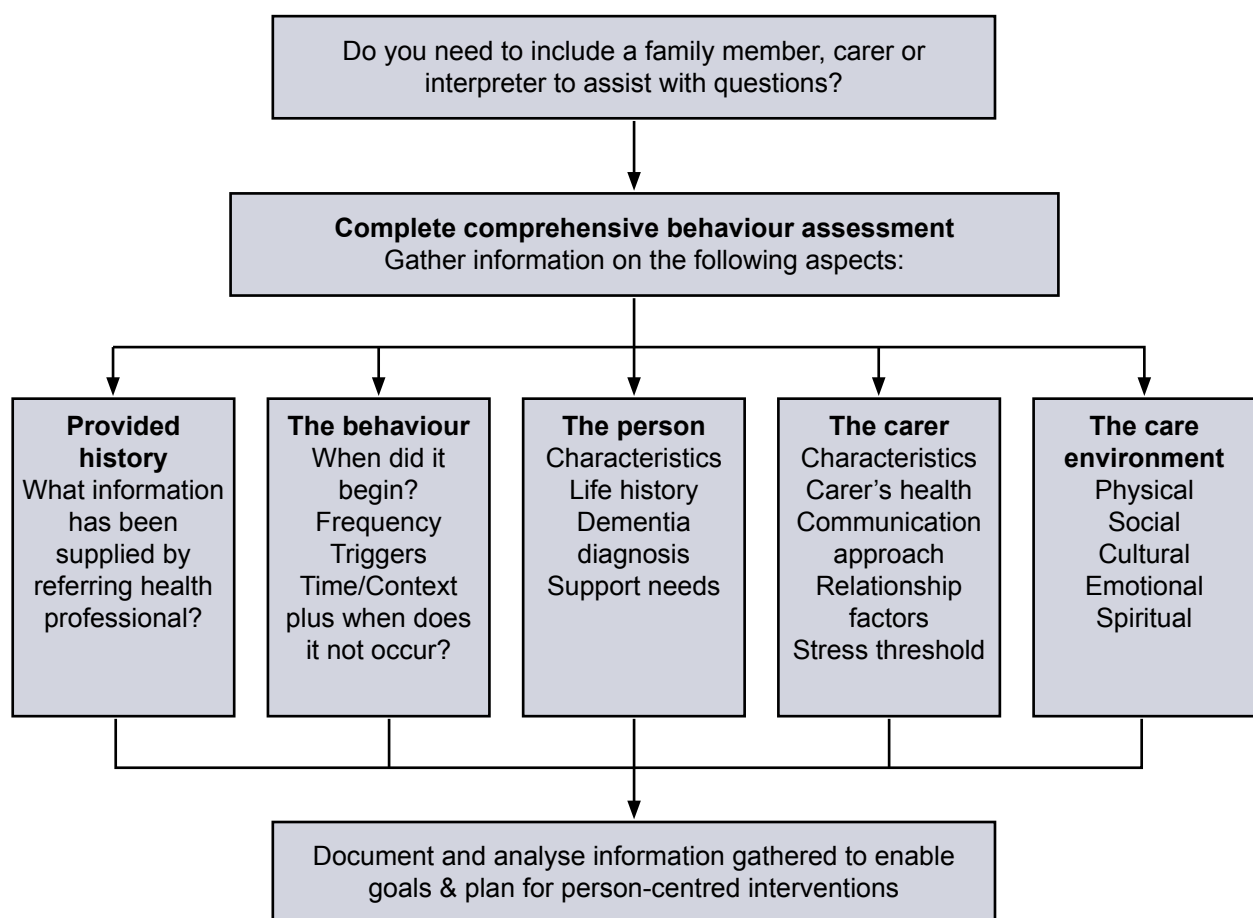 Do you need to include a family member, carer or
interpreter to assist with questions?
Complete comprehensive behaviour assessment
Gather information on the following aspects:
Provided
history
What information
has been
supplied by
referring health
professional?
The behaviour
When did it
begin?
Frequency
Triggers
Time/Context
plus when does
it not occur?
The person
Characteristics
Life history
Dementia
diagnosis
Support needs
The carer
Characteristics
Carer’s health
Communication
approach
Relationship
factors
Stress threshold
The care
environment
Physical
Social
Cultural
Emotional
Spiritual
Document and analyse information gathered to enable
goals & plan for person-centred interventions